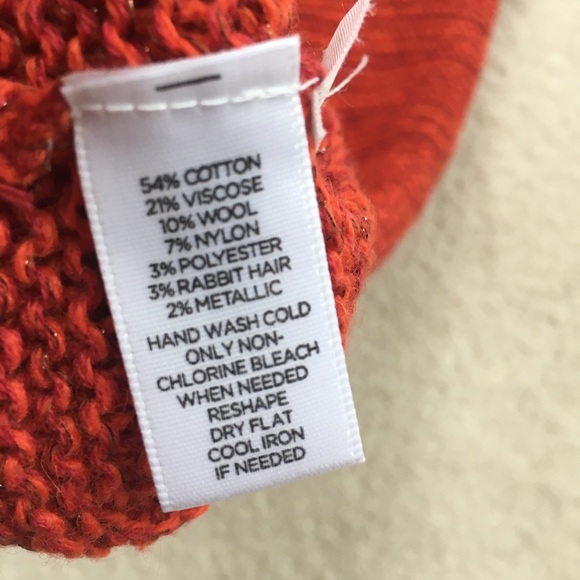 54% COTTON
21% VISCOSE
10% WOOL
7% NYLON
3% POLYESTER
3% RABBIT HAIR
2% METALLIC
HAND WASH COLD
ONLY NON-
CHLORINE BLEACH
WHEN NEEDED
RESHAPE
DRY FLAT
COOL IRON
IF NEEDED